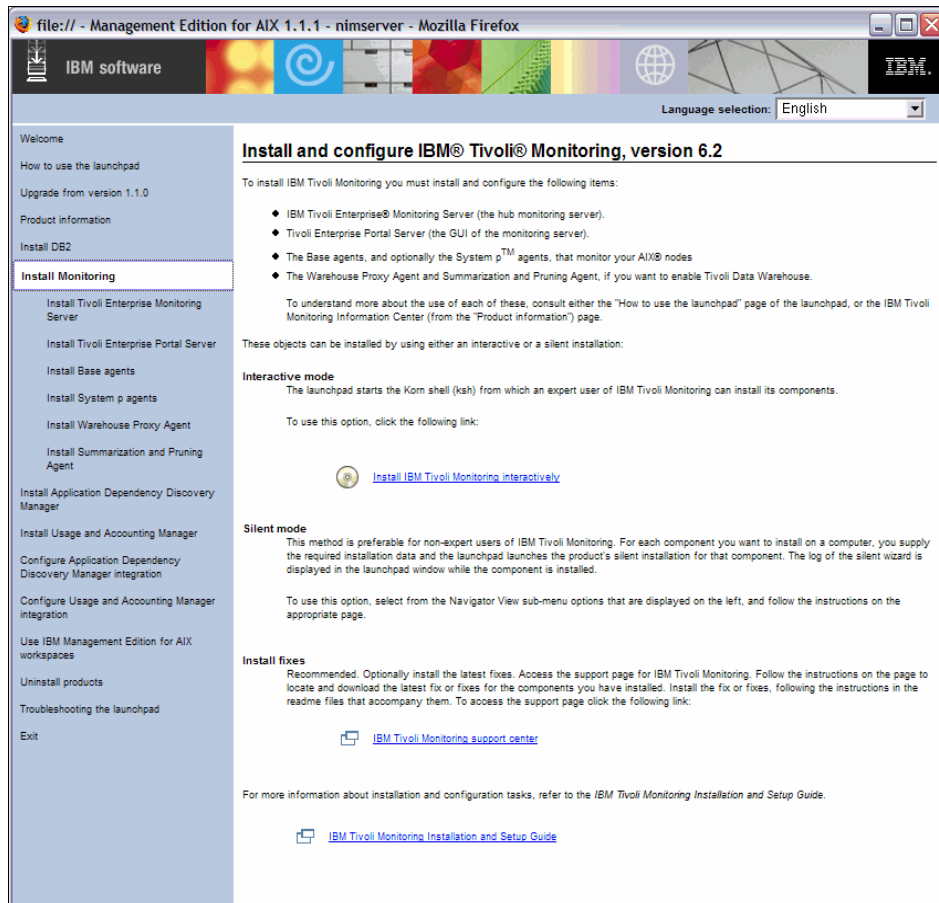 file:// - Management Edition for AIX 1.1.1 - nimserver - Mozilla Firefox
IBM software
IBM.
Language selection: English
Welcome
How to use the launchpad
Upgrade from version 1.1.0
Product information
Install DB2
Install Monitoring
Install Tivoli Enterprise Monitoring
Server
Install Tivoli Enterprise Portal Server
Install Base agents
Install System p agents
Install Warehouse Proxy Agent
Install Summarization and Pruning
Agent
Install Application Dependency Discovery
Manager
Install Usage and Accounting Manager
Configure Application Dependency
Discovery Manager integration
Configure Usage and Accounting Manager
integration
Use IBM Management Edition for AIX
workspaces
Uninstall products
Troubleshooting the launchpad
Exit
Install and configure IBM® Tivoli® Monitoring, version 6.2
To install IBM Tivoli Monitoring you must install and configure the following items:
◆ IBM Tivoli Enterprise® Monitoring Server (the hub monitoring server).
◆ Tivoli Enterprise Portal Server (the GUI of the monitoring server).
◆ The Base agents, and optionally the System p™ agents, that monitor your AIX® nodes
◆ The Warehouse Proxy Agent and Summarization and Pruning Agent, if you want to enable Tivoli Data Warehouse.
To understand more about the use of each of these, consult either the "How to use the launchpad" page of the launchpad, or the IBM Tivoli
Monitoring Information Center (from the "Product information") page.
These objects can be installed by using either an interactive or a silent installation:
Interactive mode
The launchpad starts the Korn shell (ksh) from which an expert user of IBM Tivoli Monitoring can install its components.
To use this option, click the following link:
Install IBM Tivoli Monitoring interactively
Silent mode
This method is preferable for non-expert users of IBM Tivoli Monitoring. For each component you want to install on a computer, you supply
the required installation data and the launchpad launches the product's silent installation for that component. The log of the silent wizard is
displayed in the launchpad window while the component is installed.
To use this option, select from the Navigator View sub-menu options that are displayed on the left, and follow the instructions on the
appropriate page.
Install fixes
Recommended. Optionally install the latest fixes. Access the support page for IBM Tivoli Monitoring. Follow the instructions on the page to
locate and download the latest fix or fixes for the components you have installed. Install the fix or fixes, following the instructions in the
readme files that accompany them. To access the support page click the following link:
IBM Tivoli Monitoring support center
For more information about installation and configuration tasks, refer to the IBM Tivoli Monitoring Installation and Setup Guide.
IBM Tivoli Monitoring Installation and Setup Guide